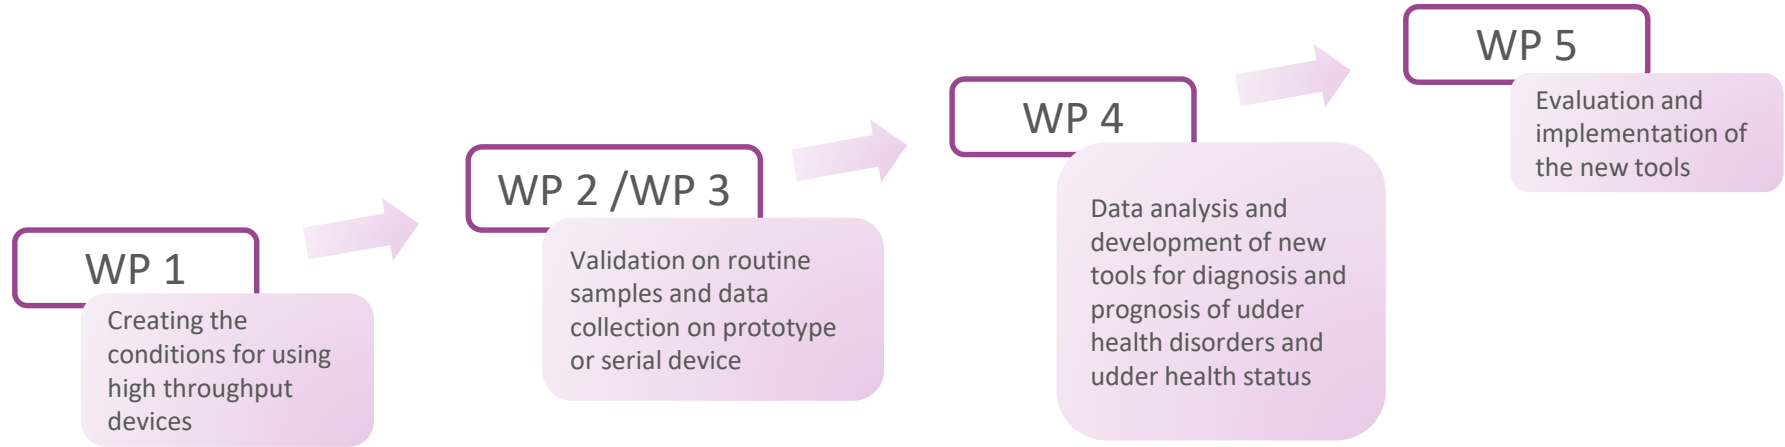 WP 1
Creating the
conditions for using
high throughput
devices
WP 2 /WP 3
Validation on routine
samples and data
collection on prototype
or serial device
WP 4
Data analysis and
development of new
tools for diagnosis and
prognosis of udder
health disorders and
udder health status
WP 5
Evaluation and
implementation of
the new tools